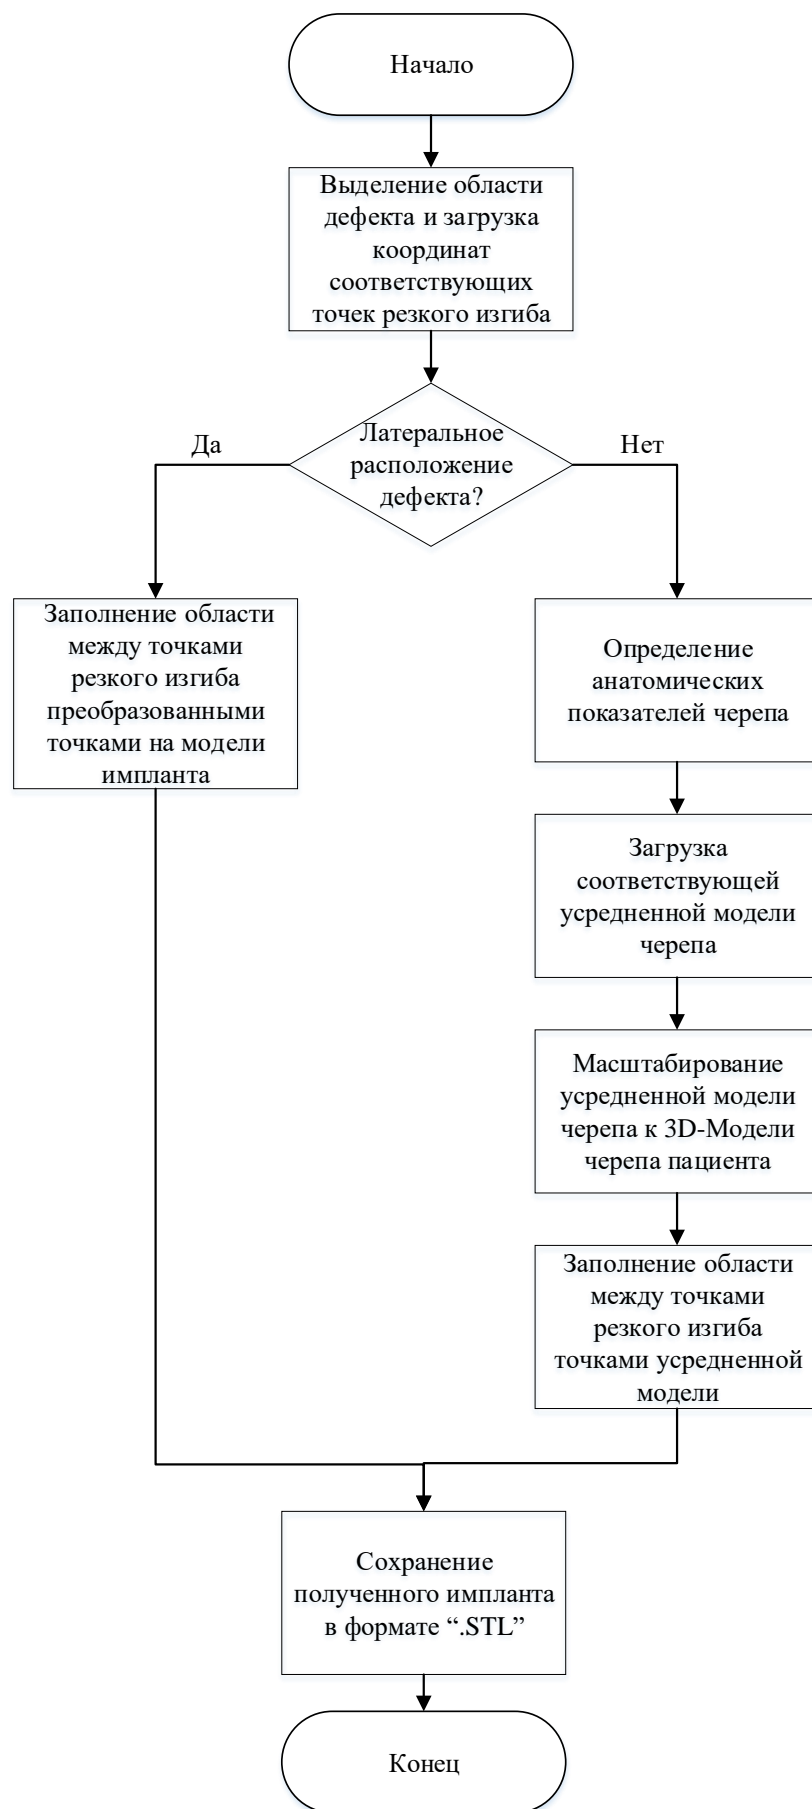 Начало
Выделение области
дефекта и загрузка
координат
соответствующих
точек резкого изгиба
Латеральное
расположение
дефекта?
Да
Нет
Заполнение области
между точками
резкого изгиба
преобразованными
точками на модели
импланта
Определение
анатомических
показателей черепа
Загрузка
соответствующей
усредненной модели
черепа
Масштабирование
усредненной модели
черепа к 3D-Модели
черепа пациента
Заполнение области
между точками
резкого изгиба
точками усредненной
модели
Сохранение
полученного импланта
в формате “.STL”
Конец